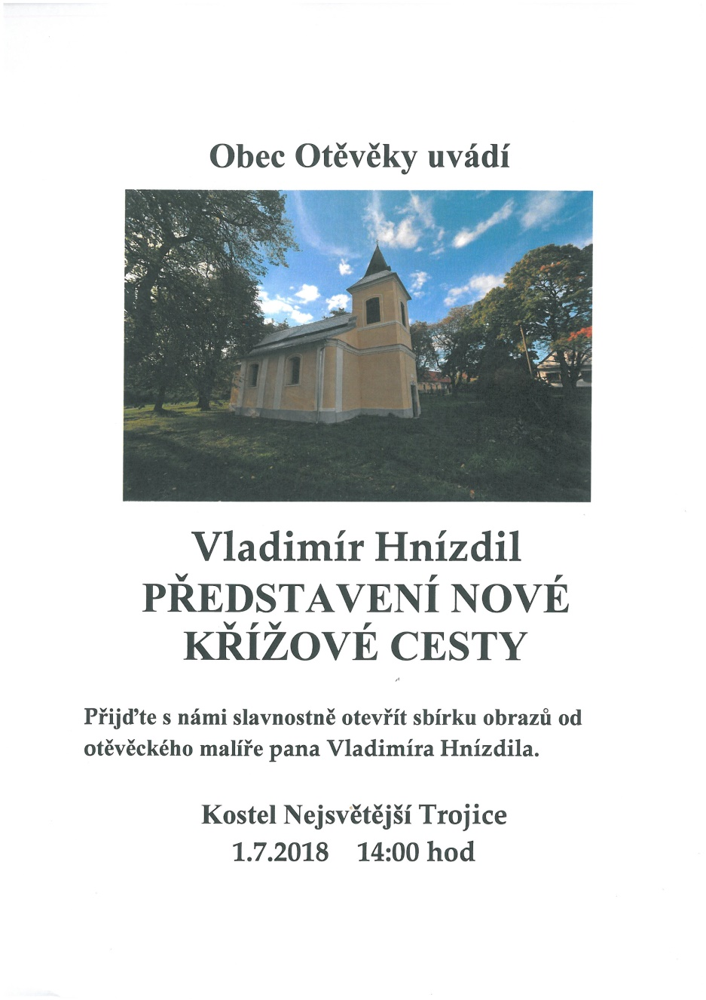 Obec Otěvěky uvádí
Vladimír Hnízdil
PŘEDSTAVENÍ NOVÉ
KŘÍŽOVÉ CESTY
Přijďte s námi slavnostně otevřít sbírku obrazů od
otěvěckého malíře pana Vladimíra Hnízdila.
Kostel Nejsvětější Trojice
1.7.2018 14:00 hod